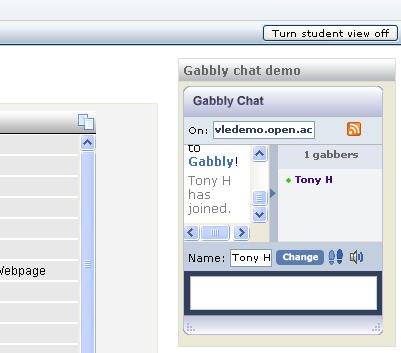 Turn student view off
Gabbly chat demo
Gabbly Chat
On: vledemo.open.ac
to
Gabbly!
Tony H
has
joined.
1 gabbers
Tony H
Webpage
Name: Tony H Change